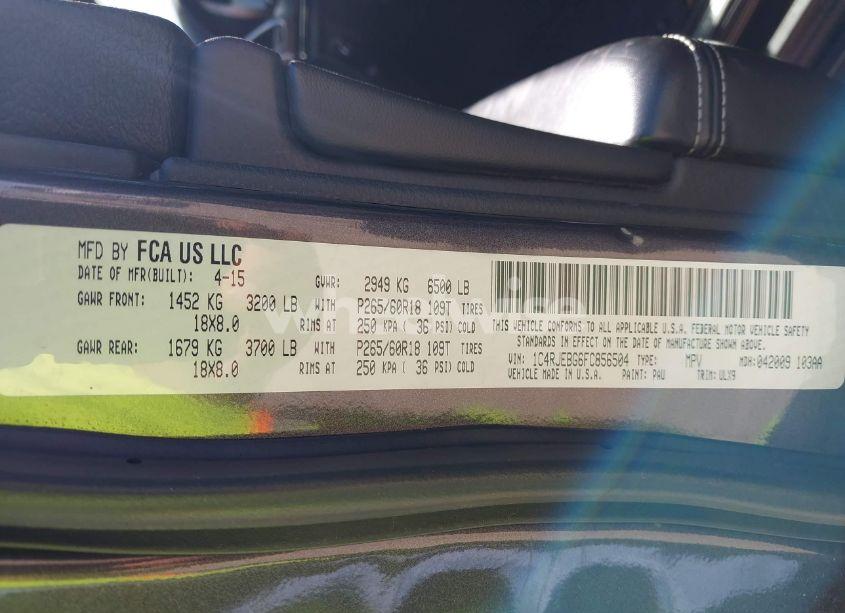 MFD BY FCA US LLC
DATE OF MFR(BUILT): 4-15 GVWR: 2949 KG 6500 LB
GAWR FRONT: 1452 KG 3200 LB WITH P265/60R18 109T TIRES
18X8.0 RIMS AT 250 KPA ( 36 PSI) COLD
GAWR REAR: 1679 KG 3700 LB WITH P265/60R18 109T TIRES
18X8.0 RIMS AT 250 KPA ( 36 PSI) COLD
THIS VEHICLE CONFORMS TO ALL APPLICABLE U.S.A. FEDERAL MOTOR VEHICLE SAFETY
STANDARDS IN EFFECT ON THE DATE OF MANUFACTURE SHOWN ABOVE.
VIN: 1C4RJEBG6FC856504 TYPE: MPV MDH:042009 103AA
VEHICLE MADE IN U.S.A. PAINT: PAU TRIM: ULX9